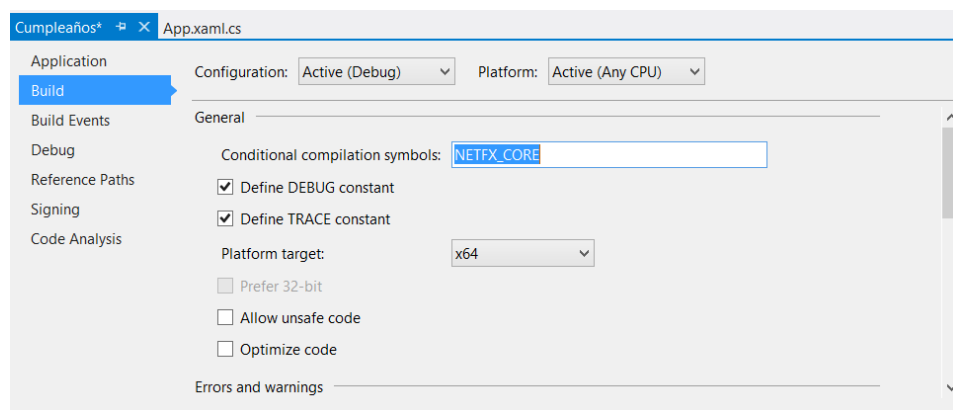 Cumpleaños* App.xaml.cs
Application
Build
Build Events
Debug
Reference Paths
Signing
Code Analysis
Configuration: Active (Debug) Platform: Active (Any CPU)
General
Conditional compilation symbols: NETFX_CORE
Define DEBUG constant
Define TRACE constant
Platform target: x64
Prefer 32-bit
Allow unsafe code
Optimize code
Errors and warnings